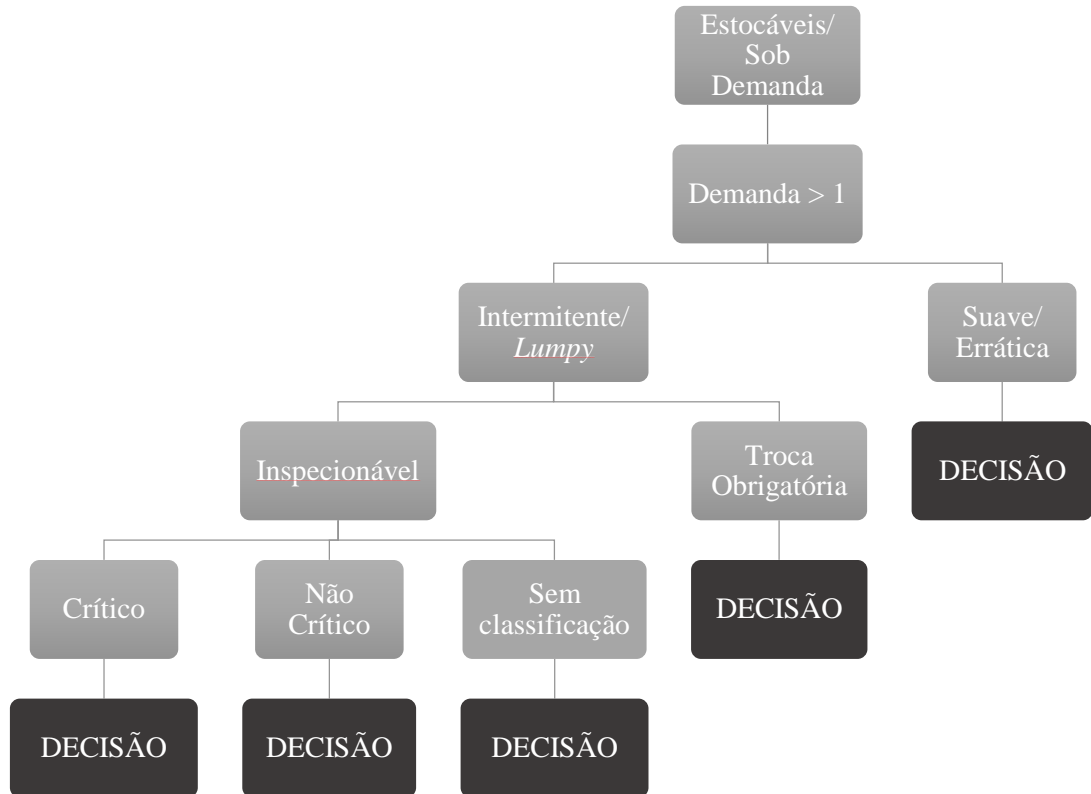 Estocáveis/
Sob
Demanda
Demanda > 1
Intermitente/
Lumpy
Suave/
Errática
Inspecionável
Troca
Obrigatória
DECISÃO
Crítico
Não
Crítico
Sem
classificação
DECISÃO
DECISÃO
DECISÃO
DECISÃO